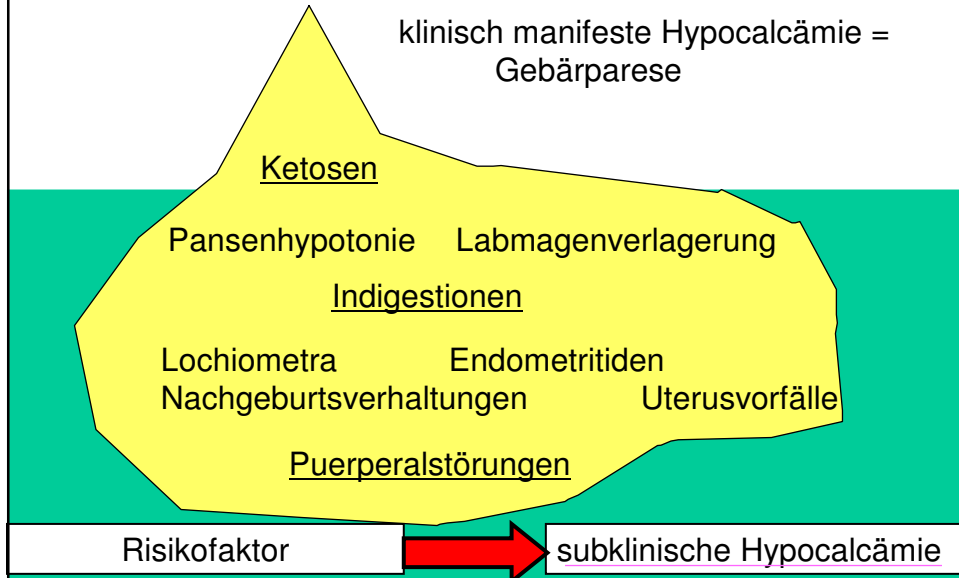 klinisch manifeste Hypocalcämie =
Gebärparese
Ketosen
Pansenhypotonie Labmagenverlagerung
Indigestionen
Lochiometra Endometritiden
Nachgeburtsverhaltungen Uterusvorfälle
Puerperalstörungen
Risikofaktor subklinische Hypocalcämie